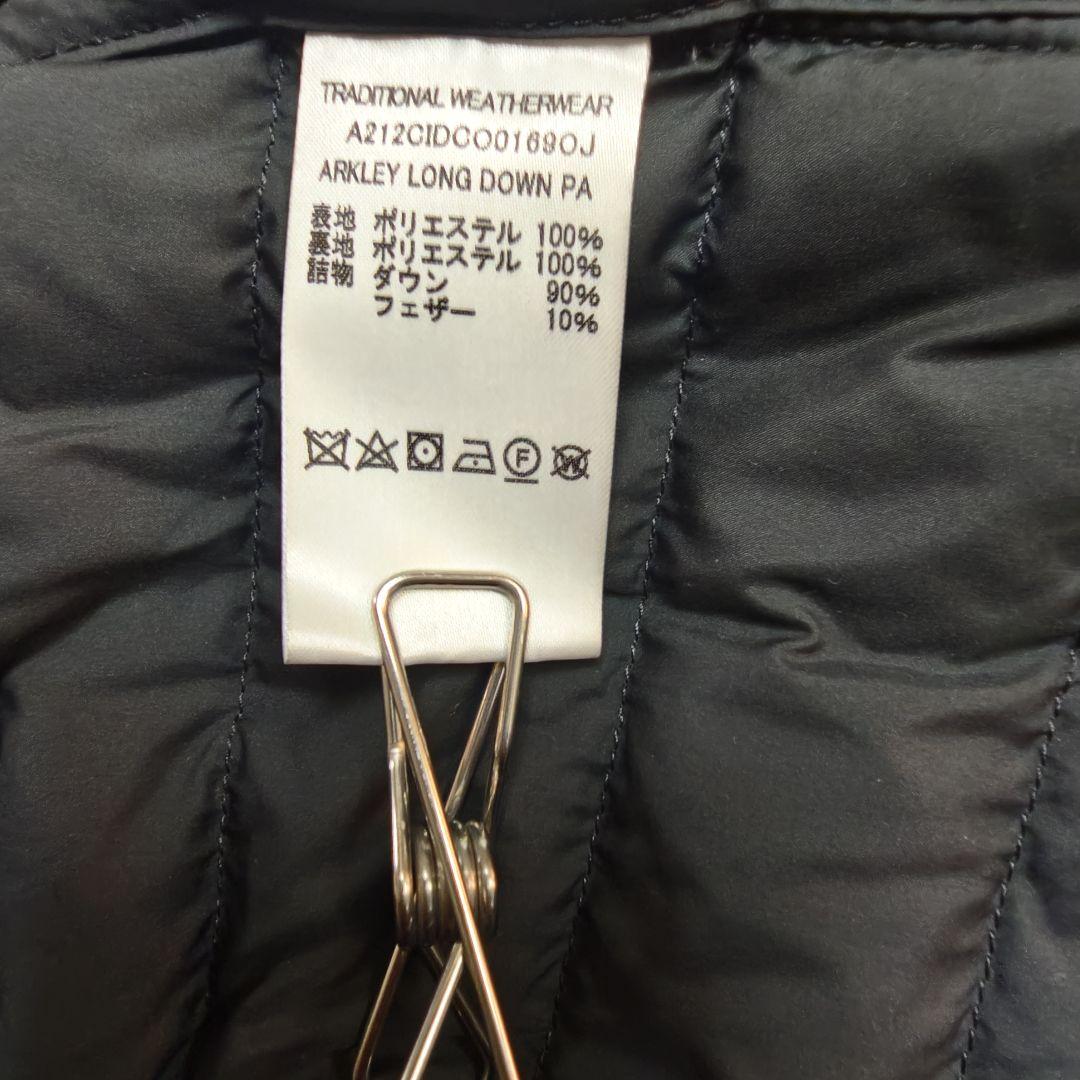 TRADITIONAL WEATHERWEAR
A212CIDCO0169OJ
ARKLEY LONG DOWN PA
表地 ポリエステル 100%
裏地 ポリエステル 100%
詰物 ダウン 90%
フェザー 10%
F W